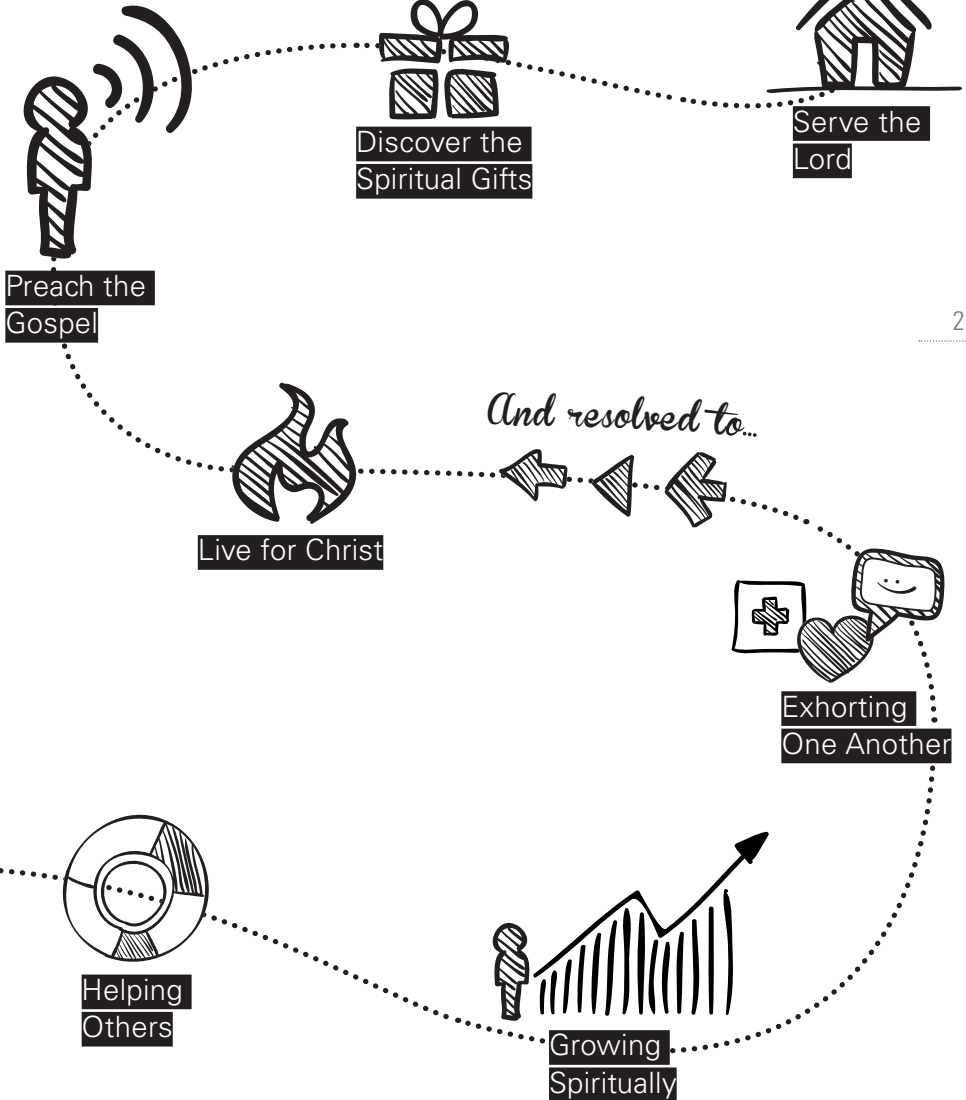 Discover the
Spiritual Gifts
Serve the
Lord
Preach the
Gospel
2
And resolved to...
Live for Christ
Exhorting
One Another
Helping
Others
Growing
Spiritually